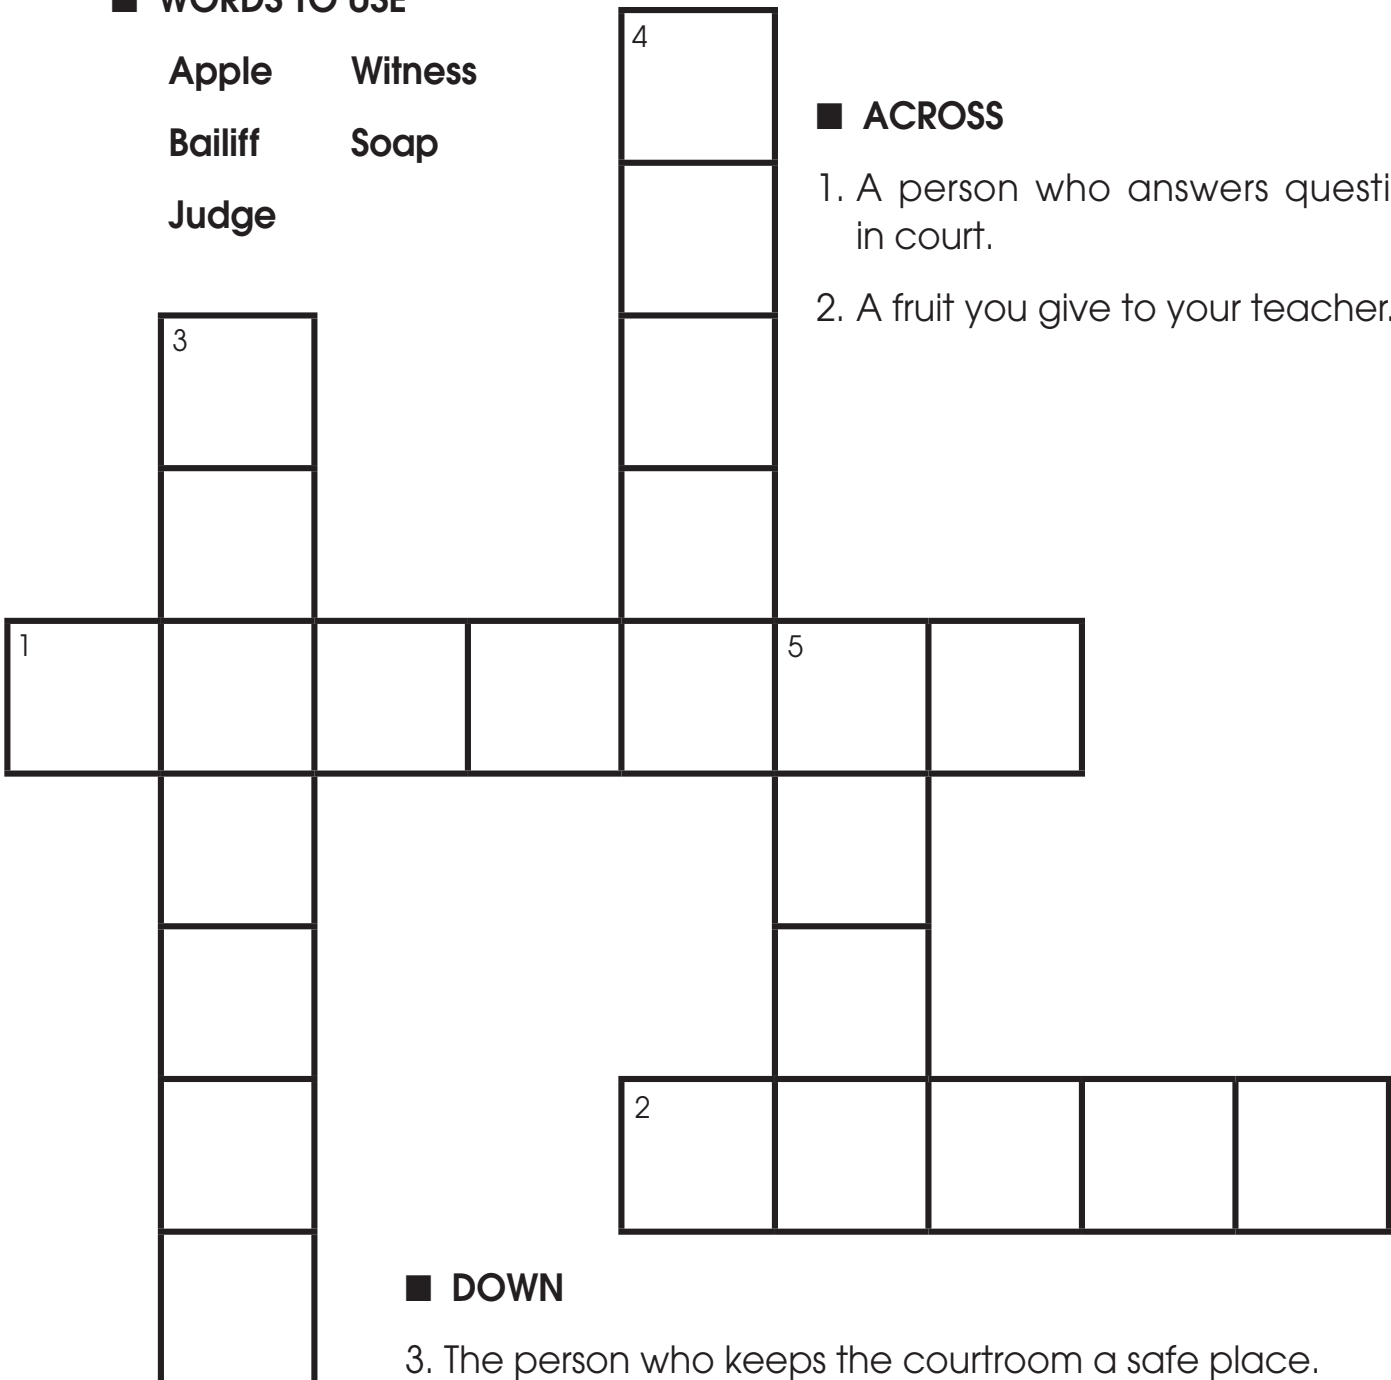 ■ WORDS TO USE
Apple Witness
Bailiff Soap
Judge
4
■ ACROSS
1. A person who answers questi
in court.
2. A fruit you give to your teacher.
3
1
5
2
■ DOWN
3. The person who keeps the courtroom a safe place.